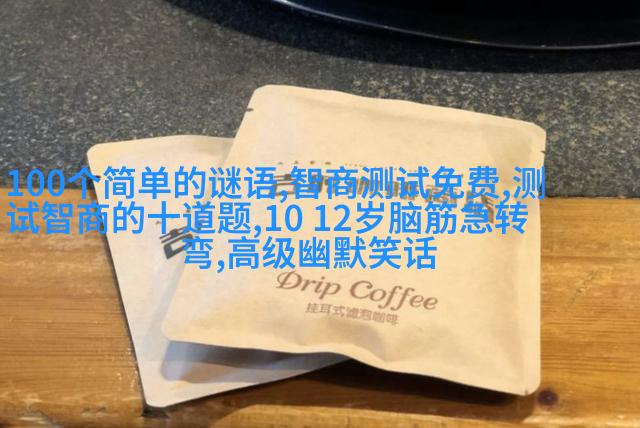 100个简单的谜语,智商测试免费,测
试智商的十道题,10 12岁脑筋急转
弯,高级幽默笑话
Drip Coffee
挂耳式滤泡咖啡